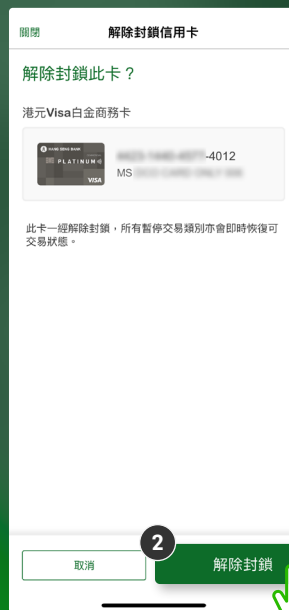 關閉 解除封鎖信用卡
解除封鎖此卡？
港元Visa白金商務卡
HANG SENG BANK
PLATINUM
VISA
-4012
MS
此卡一經解除封鎖，所有暫停交易類別亦會即時恢復可
交易狀態。
2
取消 解除封鎖